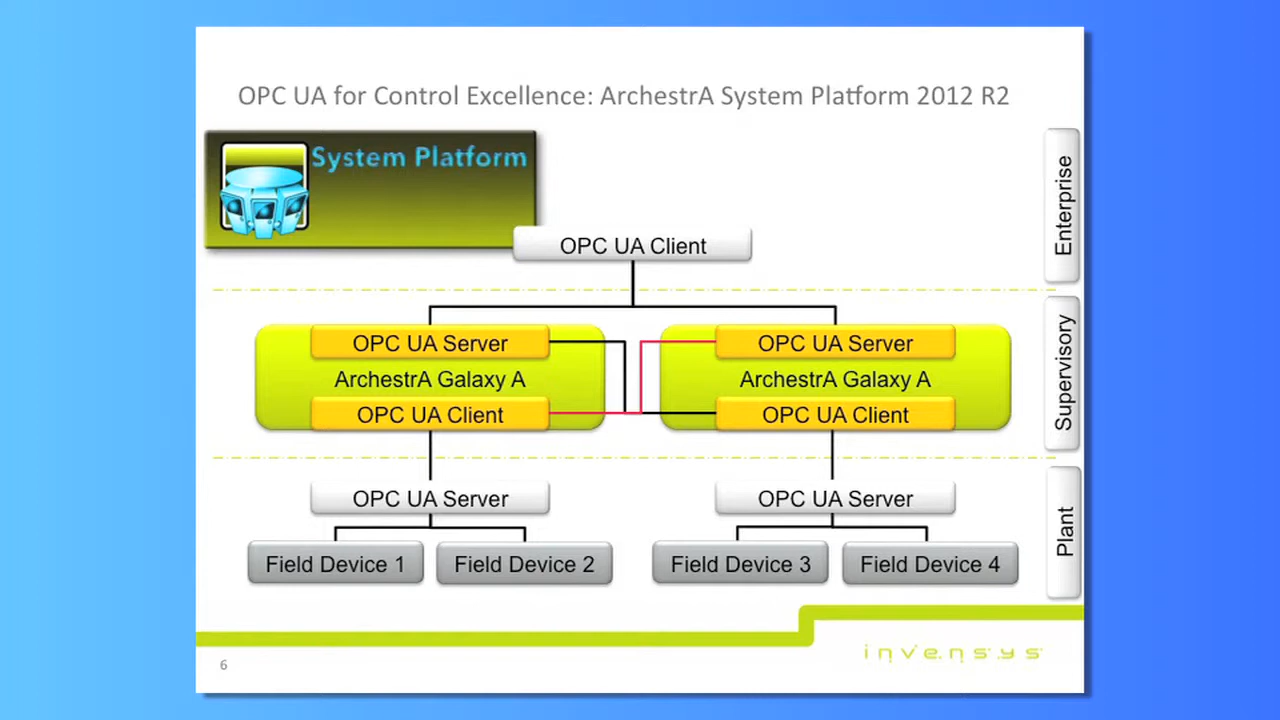 OPC UA for Control Excellence: ArchestrA System Platform 2012 R2
System Platform
Enterprise
OPC UA Client
Supervisory
OPC UA Server
OPC UA Server
ArchestrA Galaxy A
ArchestrA Galaxy A
OPC UA Client
OPC UA Client
Plant
OPC UA Server
OPC UA Server
Field Device 1
Field Device 2
Field Device 3
Field Device 4
invensys
6